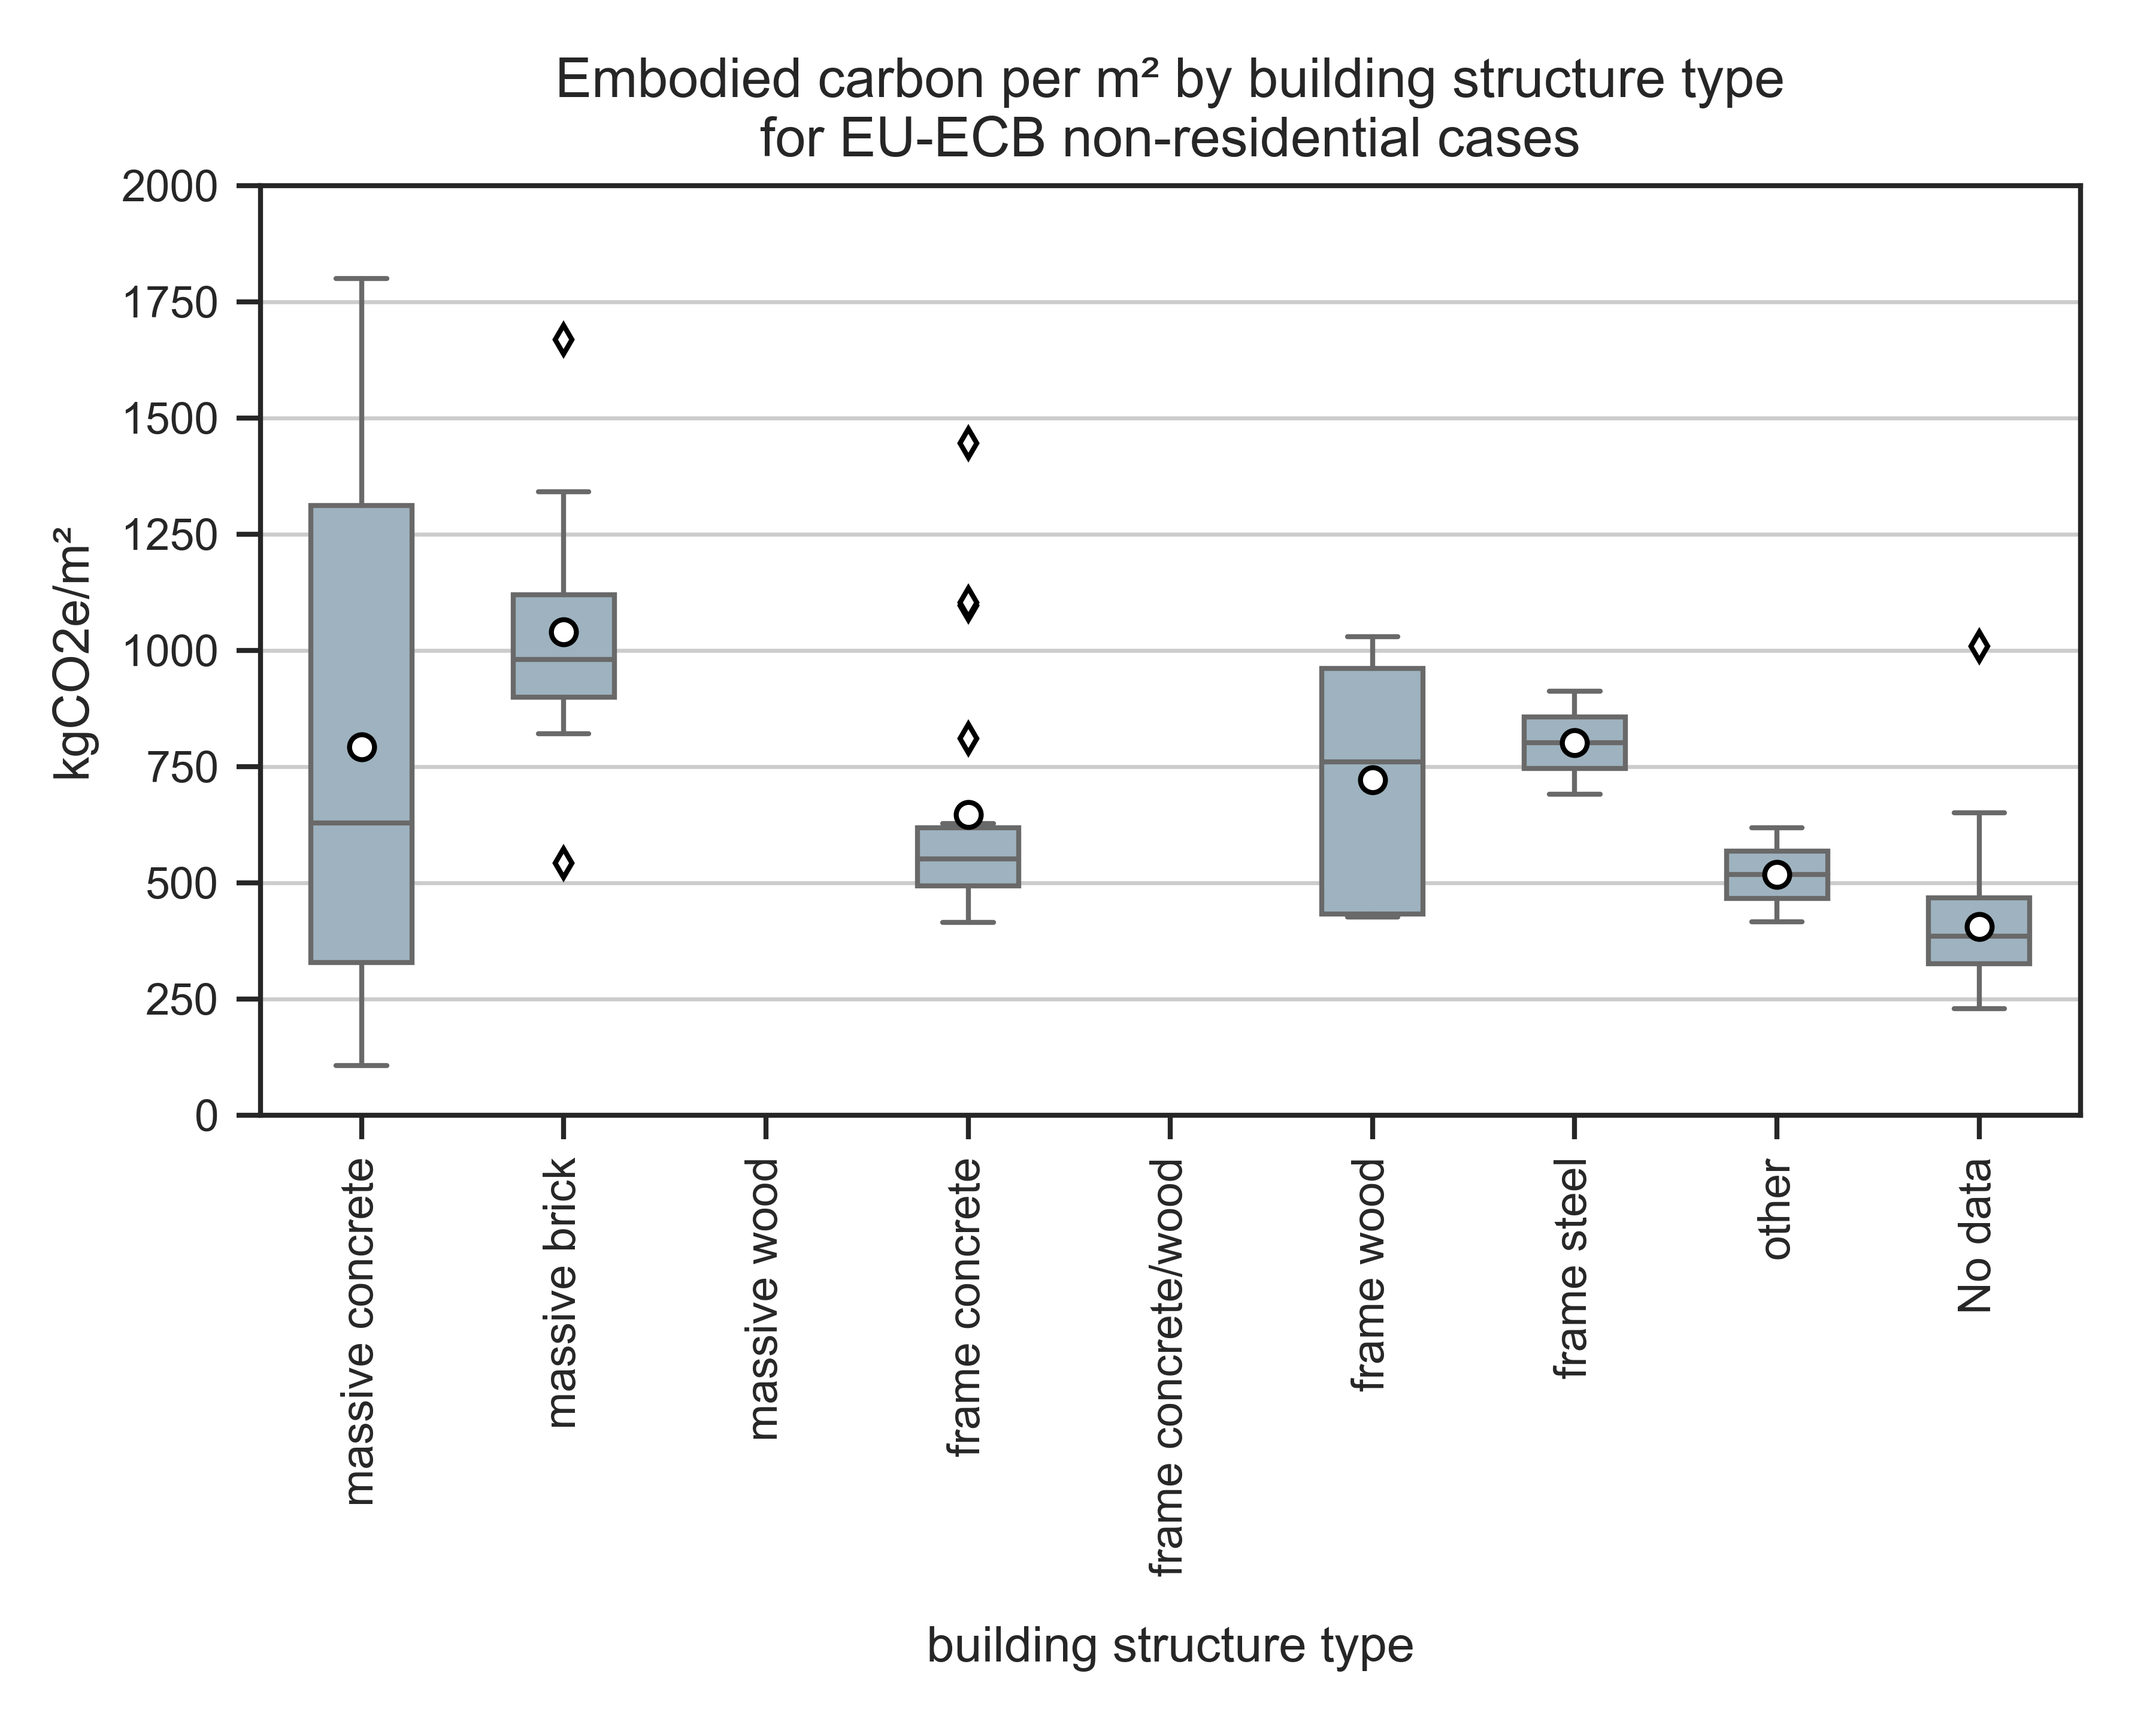 Embodied carbon per m² by building structure type
for EU-ECB non-residential cases
kgCO2e/m²
2000
1750
1500
1250
1000
750
500
250
0
massive concrete
massive brick
massive wood
frame concrete
frame concrete/wood
frame wood
frame steel
other
No data
building structure type